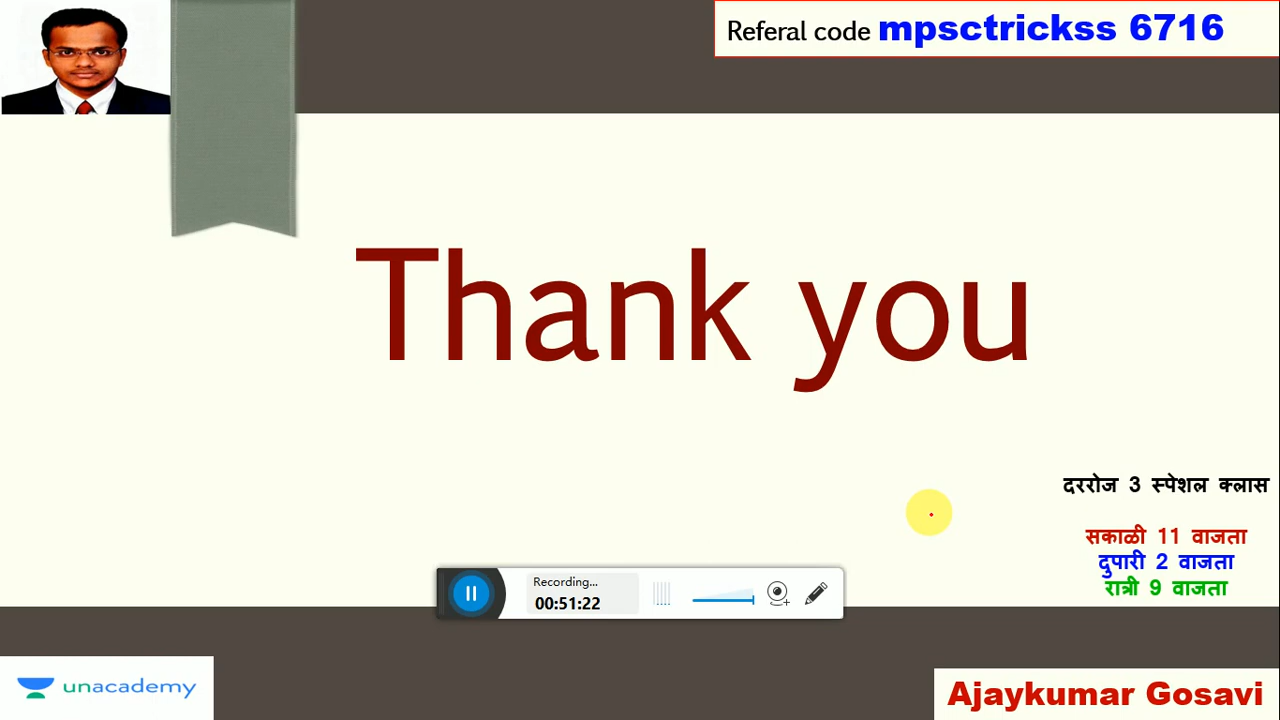 Referal code mpsctrickss 6716
Thank you
दररोज 3 स्पेशल क्लास
सकाळी 11 वाजता
दुपारी 2 वाजता
रात्री 9 वाजता
Recording...
00:51:22
unacademy
Ajaykumar Gosavi